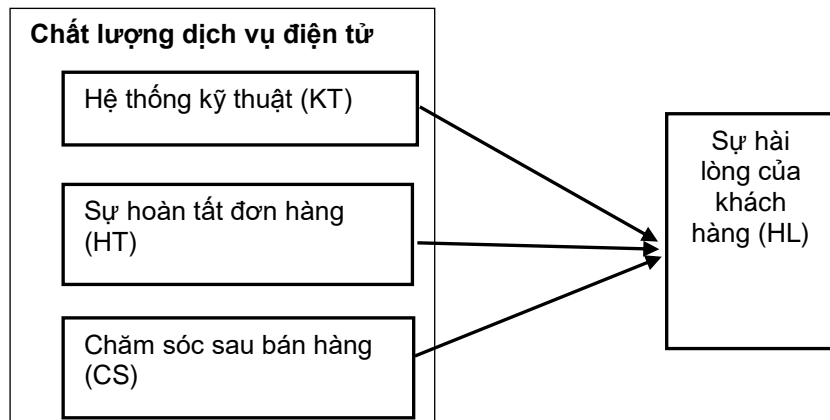 Chất lượng dịch vụ điện tử
Hệ thống kỹ thuật (KT)
Sự hoàn tất đơn hàng
(HT)
Chăm sóc sau bán hàng
(CS)
Sự hài
lòng của
khách
hàng (HL)